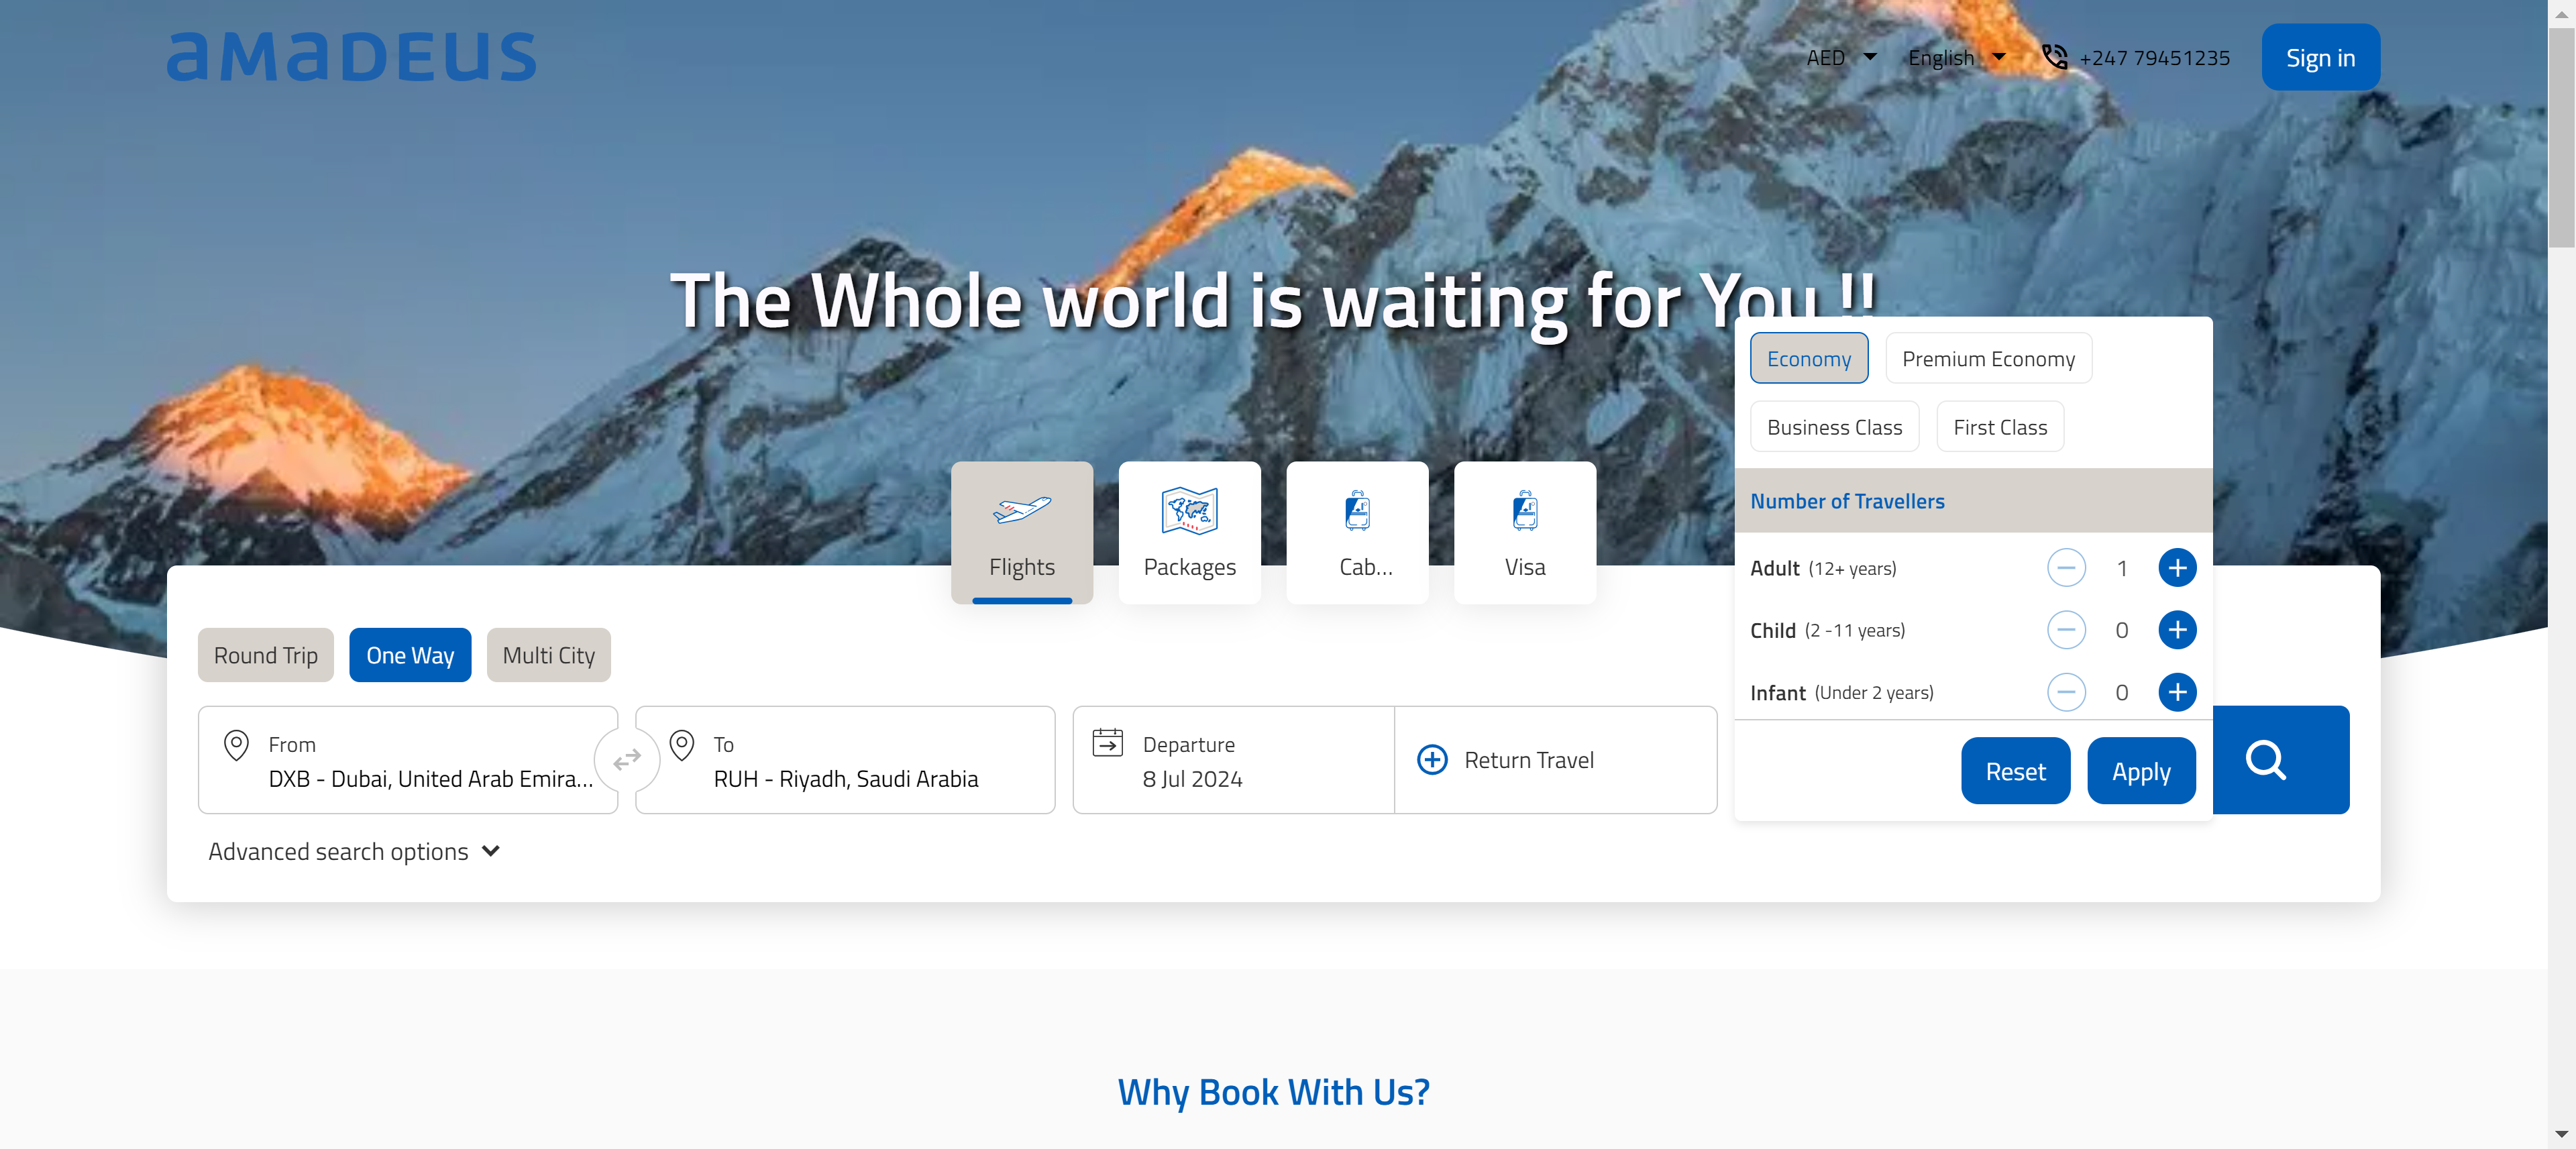 aMaDEUS
AED
English
+247 79451235
Sign in
The Whole world is waiting for You !!
Economy
Premium Economy
Business Class
First Class
Number of Travellers
Adult (12+ years)
1
Child (2 -11 years)
0
Infant (Under 2 years)
0
Reset
Apply
Flights
Packages
Cab...
Visa
Round Trip
One Way
Multi City
From
DXB - Dubai, United Arab Emira...
To
RUH - Riyadh, Saudi Arabia
Departure
8 Jul 2024
Return Travel
Advanced search options
Why Book With Us?